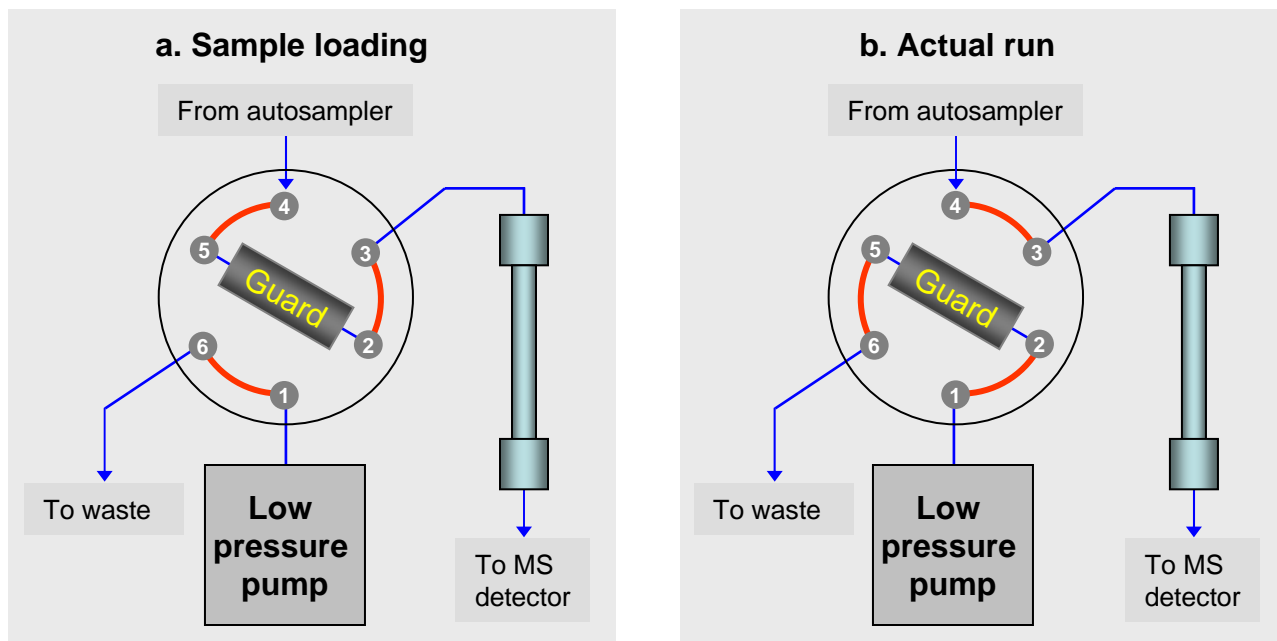 a. Sample loading
From autosampler
4
5
3
Guard
2
6
1
To waste
Low
pressure
pump
To MS
detector
b. Actual run
From autosampler
4
5
3
Guard
2
6
1
To waste
Low
pressure
pump
To MS
detector